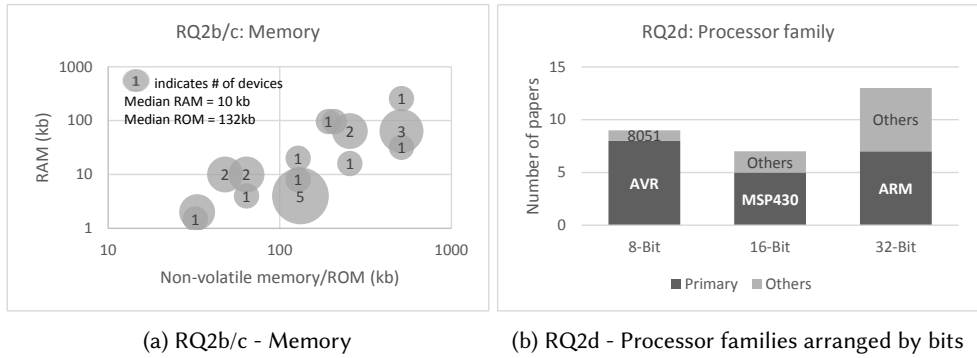 RQ2b/c: Memory
1000
100
10
1
RAM (kb)
1 indicates # of devices
Median RAM = 10 kb
Median ROM = 132kb
1
1
2
3
1
1
1
2
2
1
1
5
1
10
100
1000
Non-volatile memory/ROM (kb)
(a) RQ2b/c - Memory
RQ2d: Processor family
15
10
5
0
Number of papers
8051
AVR
Others
MSP430
Others
ARM
8-Bit
16-Bit
32-Bit
Primary
Others
(b) RQ2d - Processor families arranged by bits